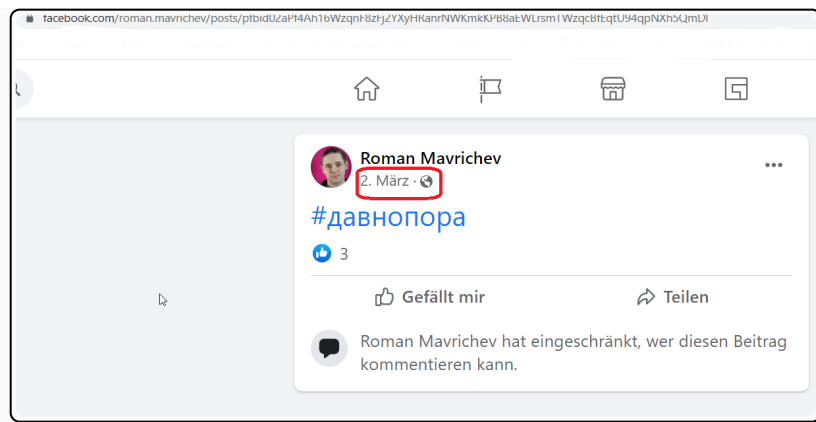 facebook.com/roman.mavrichev/posts/
Roman Mavrichev
2. März ·
#давнопора
3
Gefällt mir
Teilen
Roman Mavrichev hat eingeschränkt, wer diesen Beitrag
kommentieren kann.